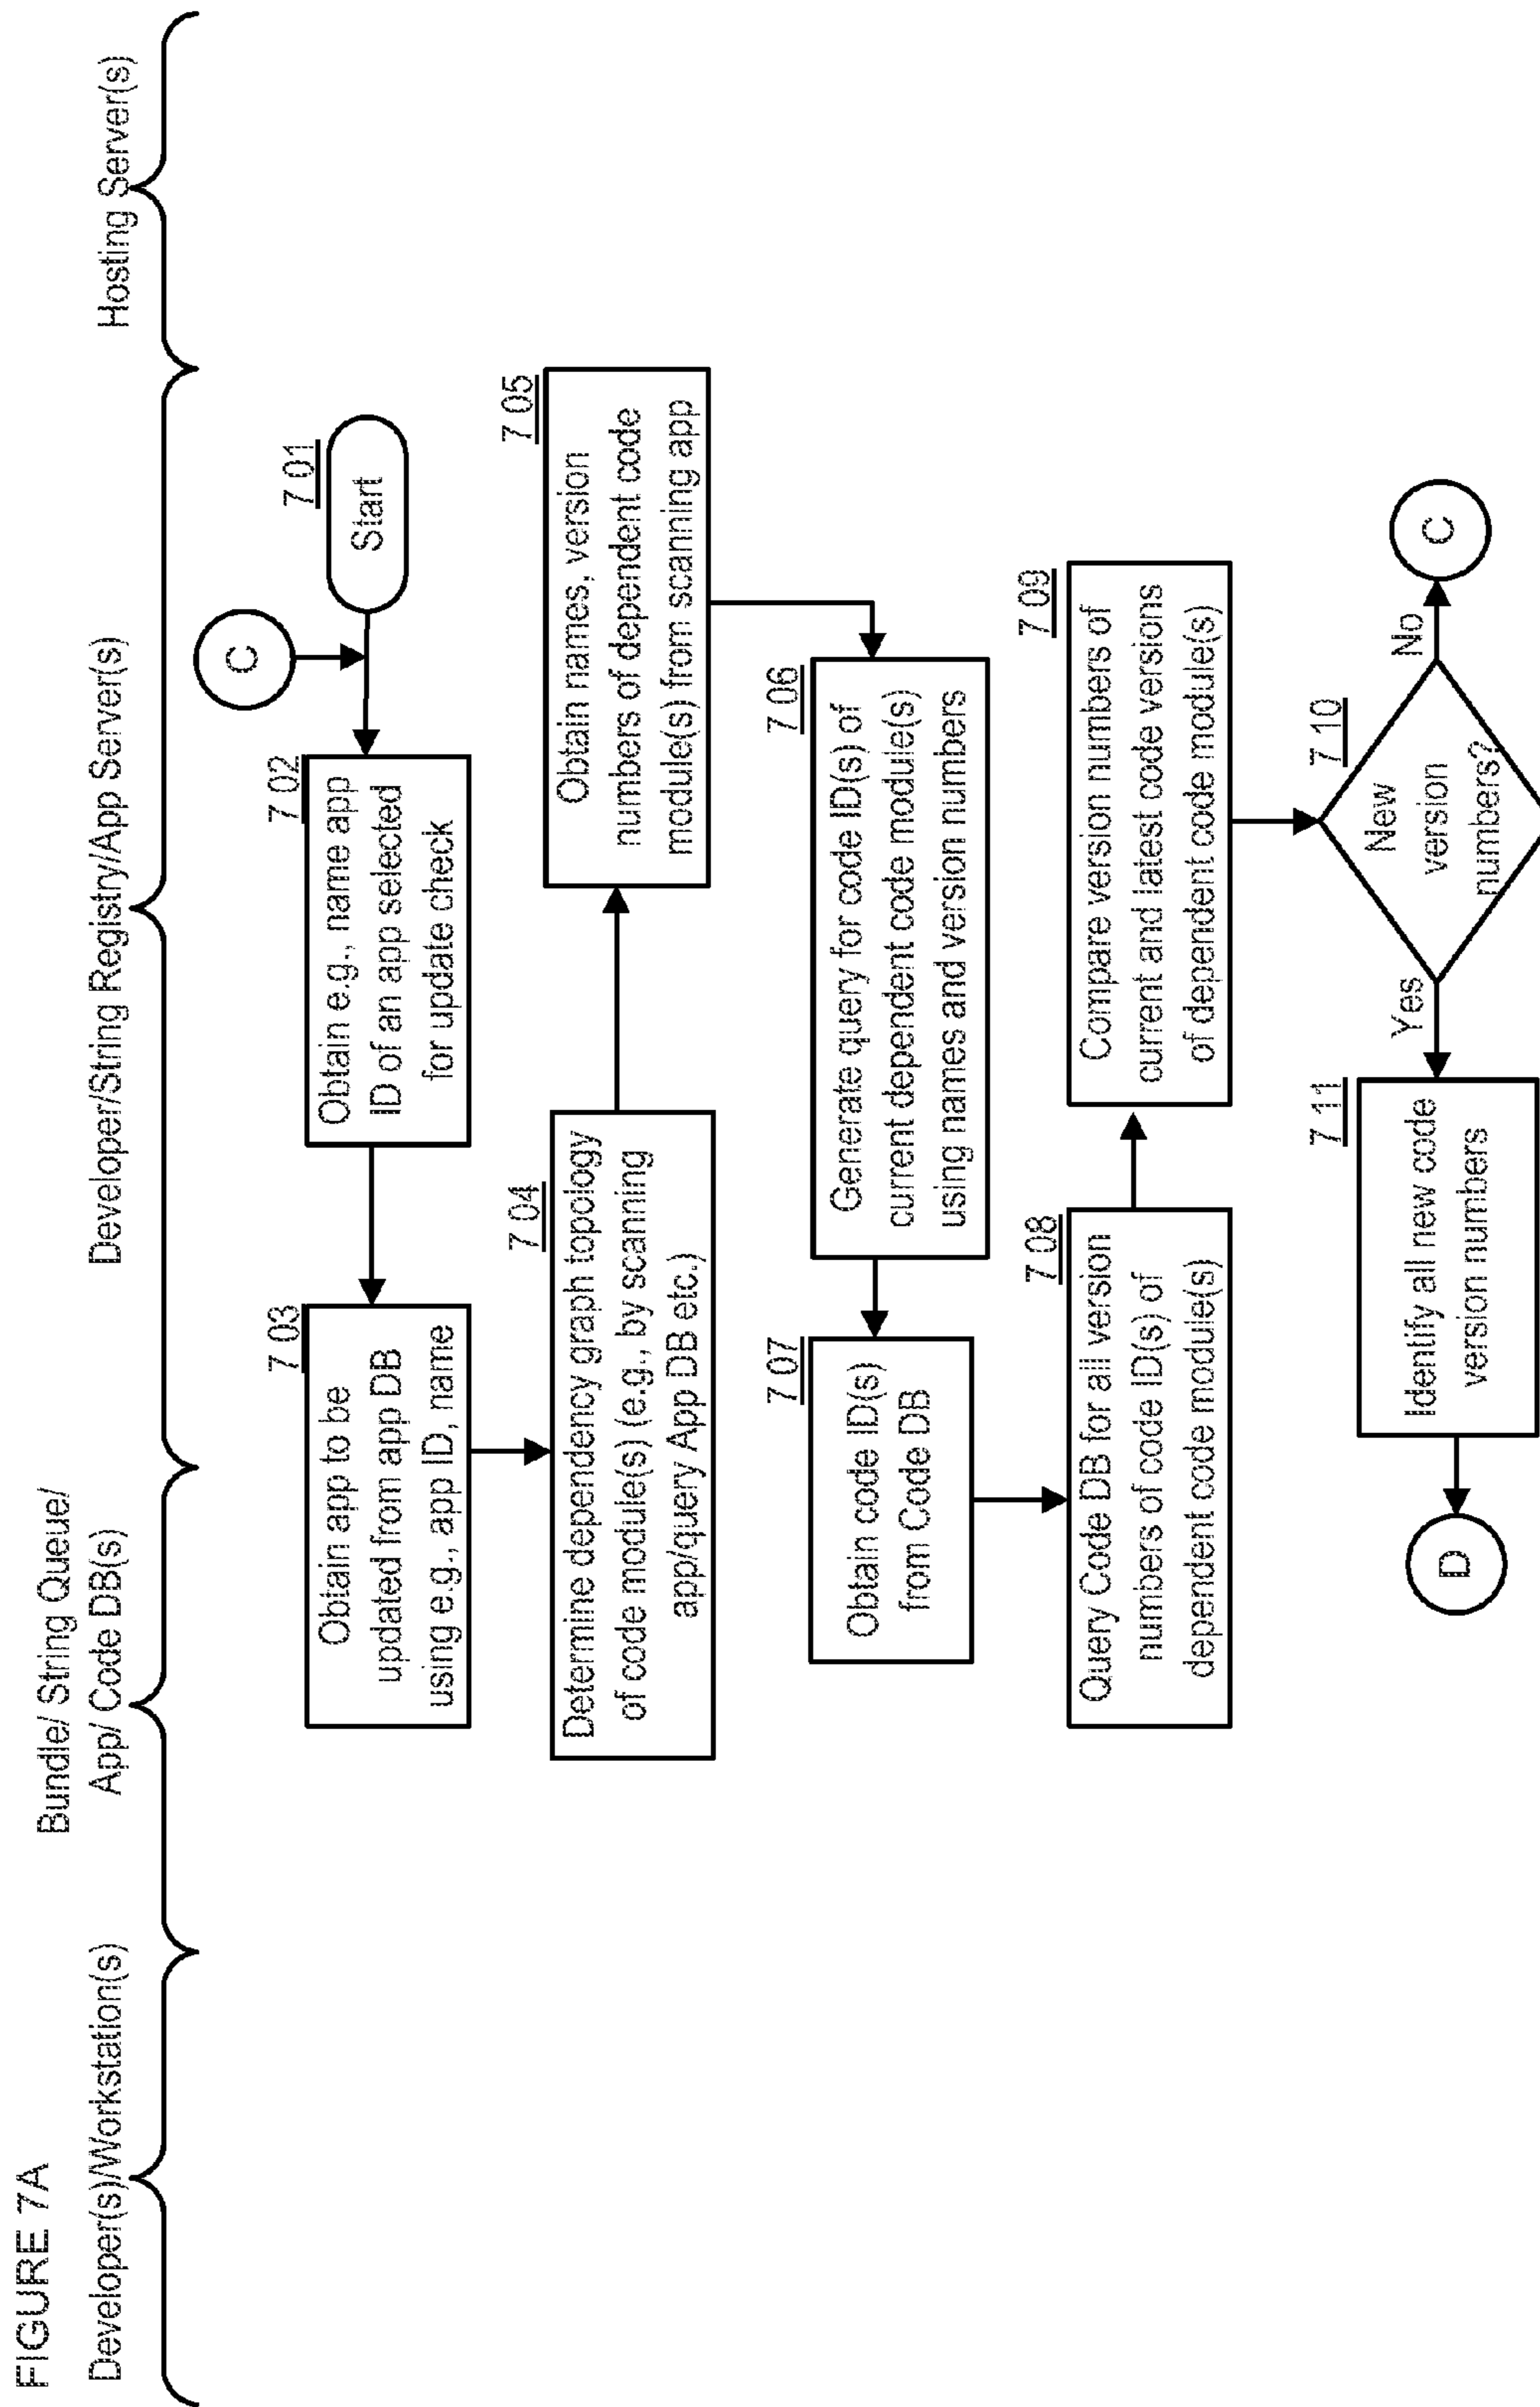 FIGURE 7A
Developer(s)/Workstation(s)
Bundle/ String Queue/
App/ Code DB(s)
Developer/String Registry/App Server(s)
Hosting Server(s)
7 01
Start
C
7 02
Obtain e.g., name app
ID of an app selected
for update check
7 03
Obtain app to be
updated from app DB
using e.g., app ID, name
7 04
Determine dependency graph topology
of code module(s) (e.g., by scanning
app/query App DB etc.)
7 05
Obtain names, version
numbers of dependent code
module(s) from scanning app
7 06
Generate query for code ID(s) of
current dependent code module(s)
using names and version numbers
7 07
Obtain code ID(s)
from Code DB
7 08
Query Code DB for all version
numbers of code ID(s) of
dependent code module(s)
7 09
Compare version numbers of
current and latest code versions
of dependent code module(s)
7 10
New
version
numbers?
No
C
Yes
7 11
Identify all new code
version numbers
D